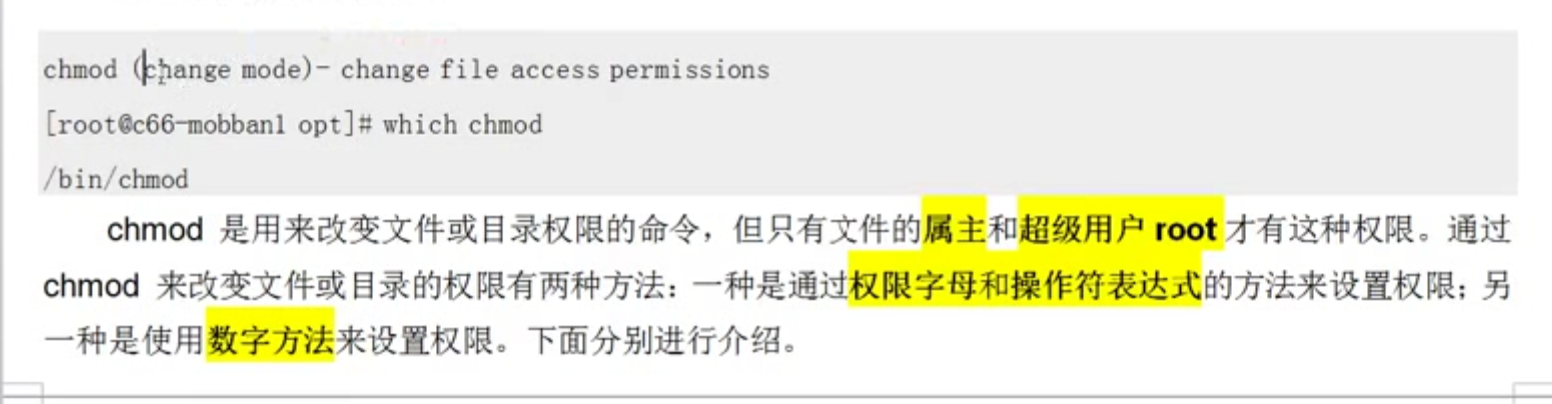 chmod (change mode)- change file access permissions
[root@c66-mobban1 opt]# which chmod
/bin/chmod
chmod 是用来改变文件或目录权限的命令，但只有文件的属主和超级用户 root 才有这种权限。通过
chmod 来改变文件或目录的权限有两种方法：一种是通过权限字母和操作符表达式的方法来设置权限；另
一种是使用数字方法来设置权限。下面分别进行介绍。